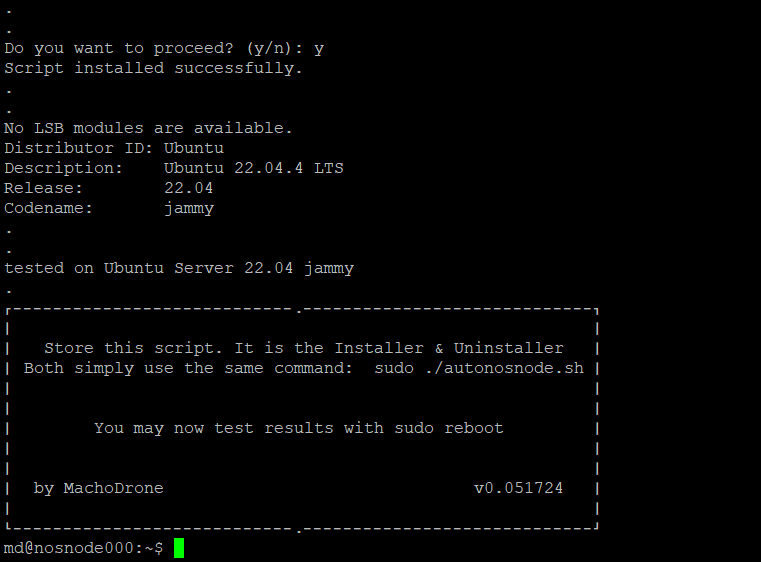 .
.
Do you want to proceed? (y/n): y
Script installed successfully.
.
.
No LSB modules are available.
Distributor ID: Ubuntu
Description:    Ubuntu 22.04.4 LTS
Release:        22.04
Codename:       jammy
.
.
tested on Ubuntu Server 22.04 jammy
.
Store this script. It is the Installer & Uninstaller
Both simply use the same command:  sudo ./autonosnode.sh
You may now test results with sudo reboot
by MachoDrone                               v0.051724
md@nosnode000:~$